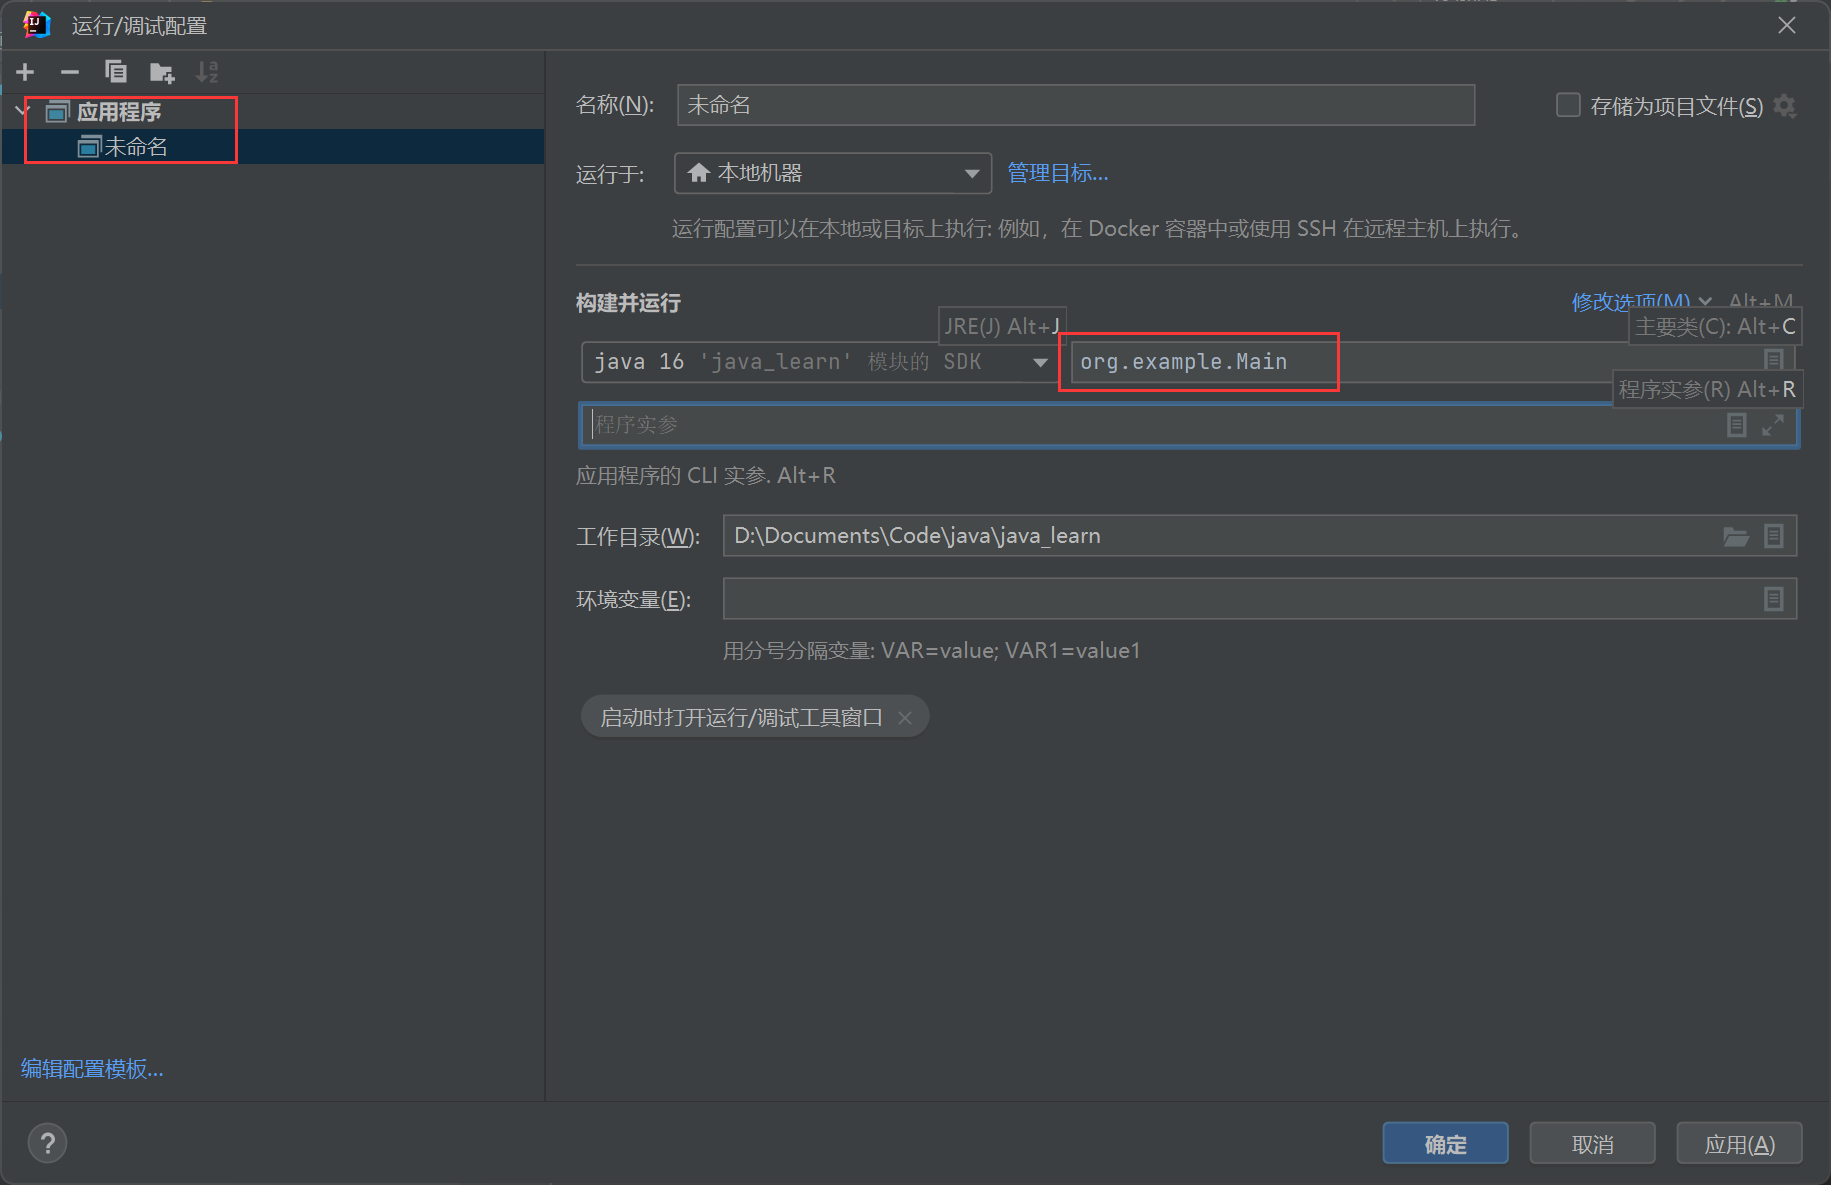 运行/调试配置
应用程序
未命名
编辑配置模板...
名称(N): 未命名 存储为项目文件(S)
运行于: 本地机器 管理目标...
运行配置可以在本地或目标上执行: 例如，在 Docker 容器中或使用 SSH 在远程主机上执行。
构建并运行 修改选项(M) Alt+M
JRE(J) Alt+J 主要类(C): Alt+C
java 16 'java_learn' 模块的 SDK org.example.Main
程序实参(R) Alt+R
程序实参
应用程序的 CLI 实参. Alt+R
工作目录(W): D:\Documents\Code\java\java_learn
环境变量(E):
用分号分隔变量: VAR=value; VAR1=value1
启动时打开运行/调试工具窗口
? 确定 取消 应用(A)